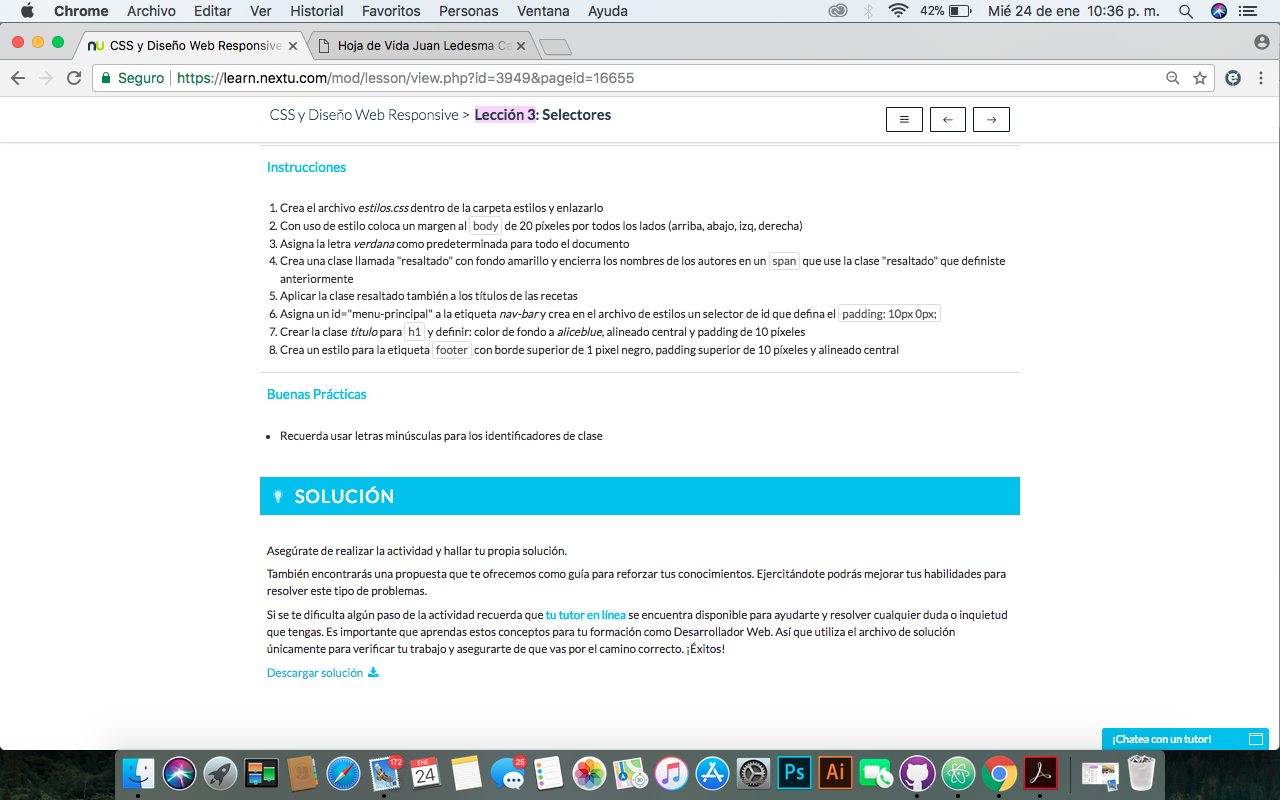 Chrome Archivo Editar Ver Historial Favoritos Personas Ventana Ayuda 42% Mié 24 de ene 10:36 p. m.
CSS y Diseño Web Responsive Hoja de Vida Juan Ledesma
Seguro https://learn.nextu.com/mod/lesson/view.php?id=3949&pageid=16655
CSS y Diseño Web Responsive > Lección 3: Selectores
Instrucciones
1. Crea el archivo estilos.css dentro de la carpeta estilos y enlazarlo
2. Con uso de estilo coloca un margen al body de 20 píxeles por todos los lados (arriba, abajo, izq, derecha)
3. Asigna la letra verdana como predeterminada para todo el documento
4. Crea una clase llamada "resaltado" con fondo amarillo y encierra los nombres de los autores en un span que use la clase "resaltado" que definiste
anteriormente
5. Aplicar la clase resaltado también a los títulos de las recetas
6. Asigna un id="menu-principal" a la etiqueta nav-bar y crea en el archivo de estilos un selector de id que defina el padding: 10px 0px;
7. Crear la clase titulo para h1 y definir: color de fondo a aliceblue, alineado central y padding de 10 píxeles
8. Crea un estilo para la etiqueta footer con borde superior de 1 pixel negro, padding superior de 10 píxeles y alineado central
Buenas Prácticas
• Recuerda usar letras minúsculas para los identificadores de clase
SOLUCIÓN
Asegúrate de realizar la actividad y hallar tu propia solución.
También encontrarás una propuesta que te ofrecemos como guía para reforzar tus conocimientos. Ejercitándote podrás mejorar tus habilidades para
resolver este tipo de problemas.
Si se te dificulta algún paso de la actividad recuerda que tu tutor en línea se encuentra disponible para ayudarte y resolver cualquier duda o inquietud
que tengas. Es importante que aprendas estos conceptos para tu formación como Desarrollador Web. Así que utiliza el archivo de solución
únicamente para verificar tu trabajo y asegurarte de que vas por el camino correcto. ¡Éxitos!
Descargar solución
¡Chatea con un tutor!
172 ENE 24 25 Ps Ai